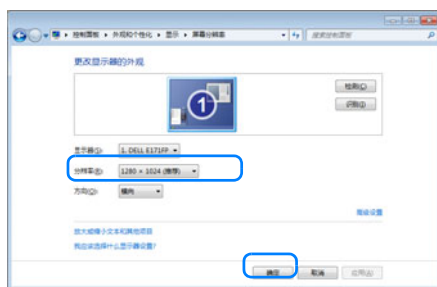 控制面板 ▸ 外观和个性化 ▸ 显示 ▸ 屏幕分辨率
搜索控制面板
更改显示器的外观
检测(C)
识别(I)
1
显示器(S): 1. DELL E171FP
分辨率(R): 1280 × 1024 (推荐)
方向(O): 横向
高级设置
放大或缩小文本和其他项目
我应该选择什么显示器设置?
确定 取消 应用(A)